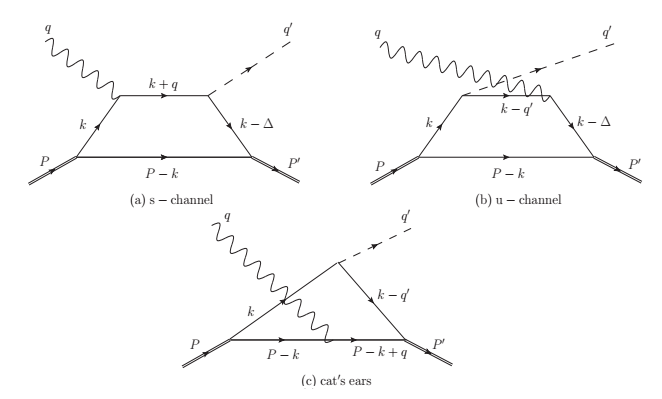 q
q′
k + q
k
k − Δ
P
P − k
P′
(a) s − channel
q
q′
k − q′
k
k − Δ
P
P − k
P′
(b) u − channel
q
q′
k
k − q′
P
P − k
P − k + q
P′
(c) cat′s ears